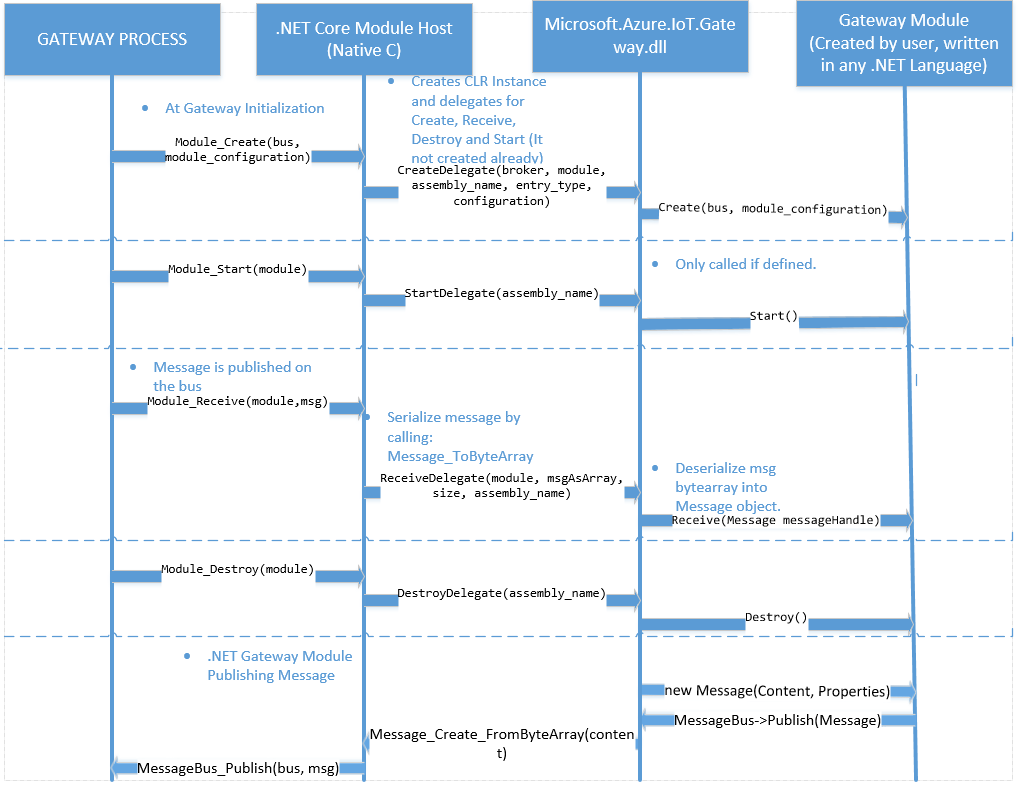 GATEWAY PROCESS
.NET Core Module Host
(Native C)
Microsoft.Azure.IoT.Gate
way.dll
Gateway Module
(Created by user, written
in any .NET Language)
• At Gateway Initialization
• Creates CLR Instance
and delegates for
Create, Receive,
Destroy and Start (It
not created already)
Module_Create(bus,
module_configuration)
CreateDelegate(broker, module,
assembly_name, entry_type,
configuration)
Create(bus, module_configuration)
Module_Start(module)
• Only called if defined.
StartDelegate(assembly_name)
Start()
• Message is published on
the bus
Module_Receive(module,msg)
• Serialize message by
calling:
Message_ToByteArray
ReceiveDelegate(module, msgAsArray,
size, assembly_name)
• Deserialize msg
bytearray into
Message object.
Receive(Message messageHandle)
Module_Destroy(module)
DestroyDelegate(assembly_name)
Destroy()
• .NET Gateway Module
Publishing Message
new Message(Content, Properties)
MessageBus->Publish(Message)
Message_Create_FromByteArray(conten
t)
MessageBus_Publish(bus, msg)